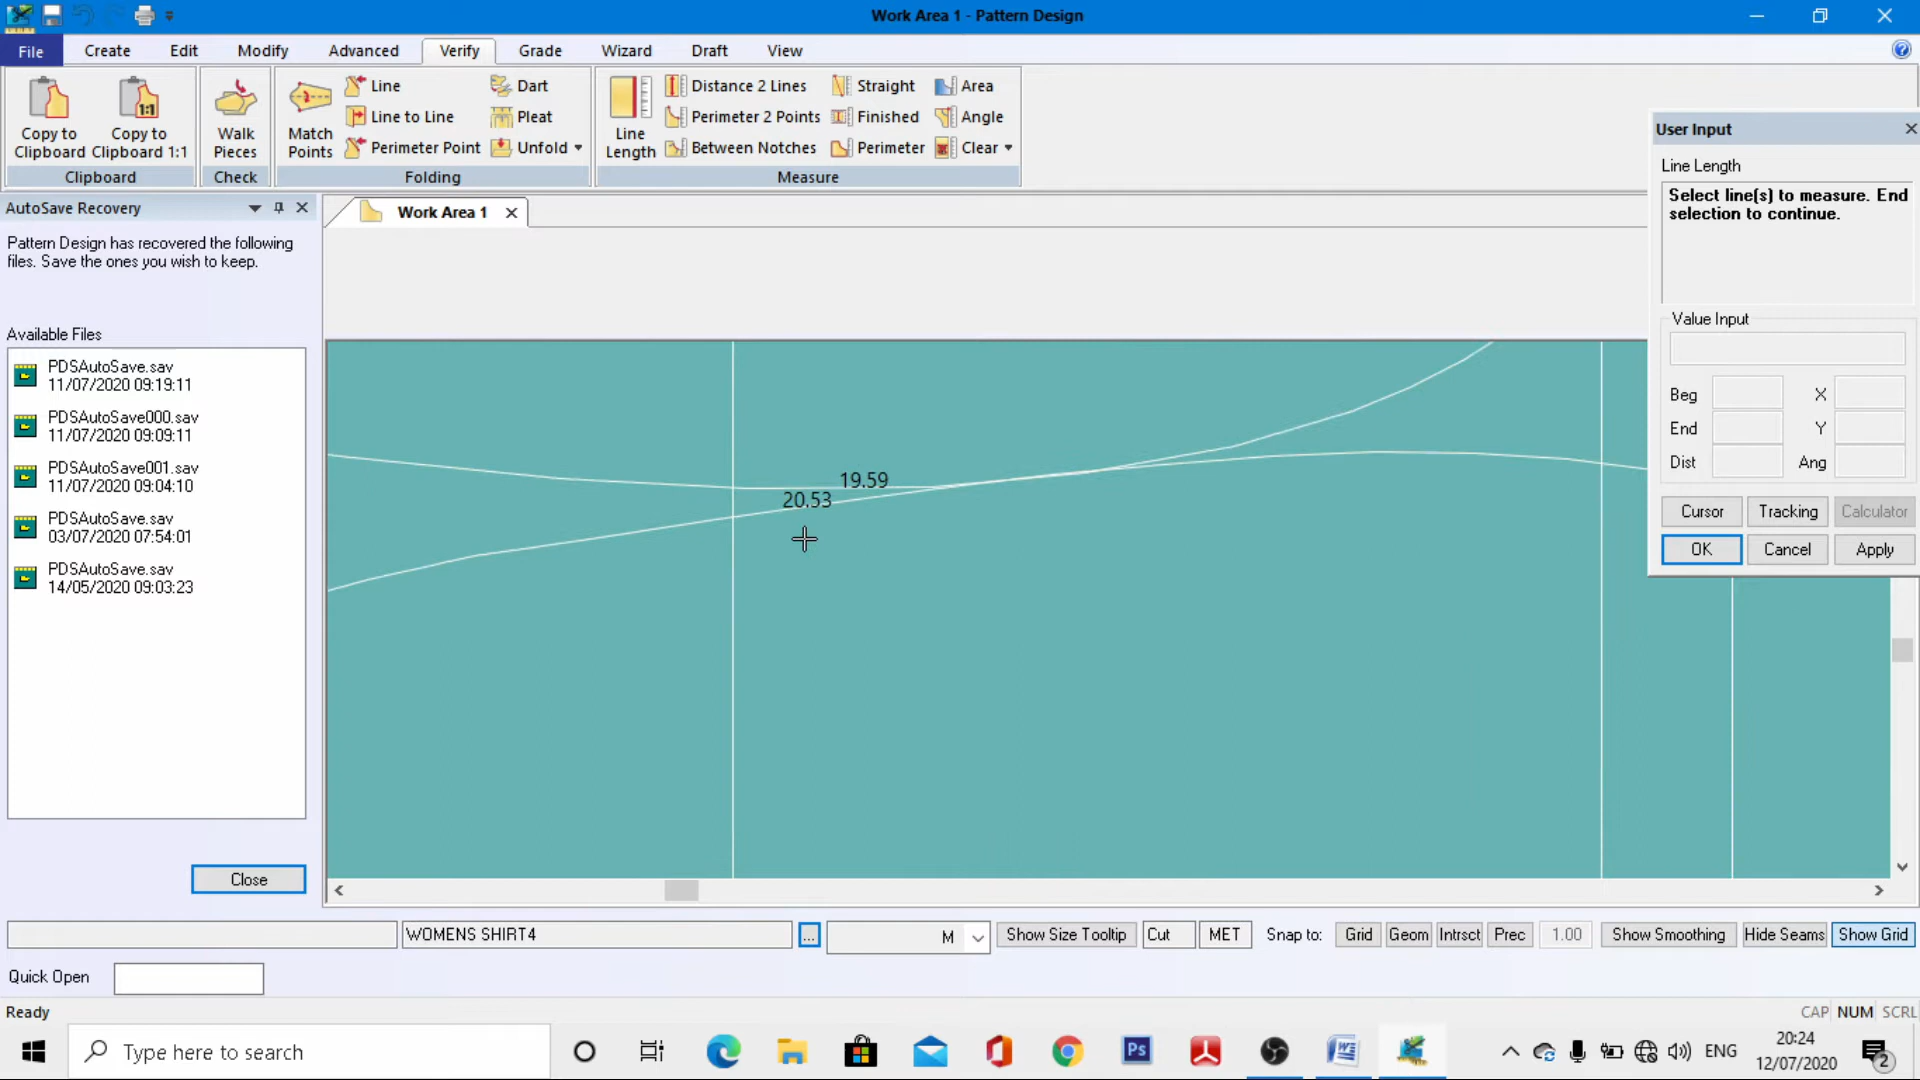 Work Area 1 - Pattern Design
File Create Edit Modify Advanced Verify Grade Wizard Draft View
Copy to Clipboard
Copy to Clipboard 1:1
Clipboard
Walk Pieces
Check
Match Points
Line
Line to Line
Perimeter Point
Dart
Pleat
Unfold
Folding
Line Length
Distance 2 Lines
Perimeter 2 Points
Between Notches
Straight
Finished
Perimeter
Area
Angle
Clear
Measure
AutoSave Recovery
Pattern Design has recovered the following
files. Save the ones you wish to keep.
Available Files
PDSAutoSave.sav
11/07/2020 09:19:11
PDSAutoSave000.sav
11/07/2020 09:09:11
PDSAutoSave001.sav
11/07/2020 09:04:10
PDSAutoSave.sav
03/07/2020 07:54:01
PDSAutoSave.sav
14/05/2020 09:03:23
Close
Work Area 1
19.59
20.53
User Input
Line Length
Select line(s) to measure. End
selection to continue.
Value Input
Beg X
End Y
Dist Ang
Cursor Tracking Calculator
OK Cancel Apply
WOMENS SHIRT4 ... M Show Size Tooltip Cut MET Snap to: Grid Geom Intrsct Prec 1.00 Show Smoothing Hide Seams Show Grid
Quick Open
Ready CAP NUM SCRL
Type here to search
Ps
ENG
20:24
12/07/2020
2